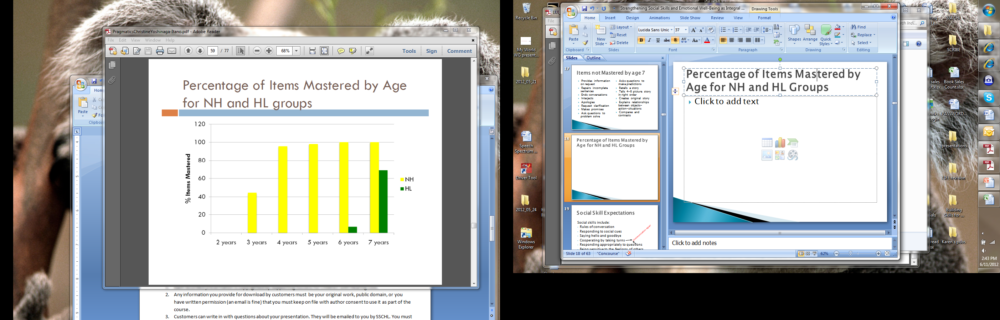 PragmaticsChristineYoshinaga-Itano.pdf - Adobe Reader
File Edit View Window Help
59 / 77
68%
Tools Sign Comment
Percentage of Items Mastered by Age
for NH and HL groups
% Items Mastered
120
100
80
60
40
20
0
2 years 3 years 4 years 5 years 6 years 7 years
NH
HL
Paste
2. Any information you provide for download by customers must be your original work, public domain, or you
have written permission (an email is fine) that you must keep on file with author consent to use it as part of the
course.
3. Customers can write in with questions about your presentation. They will be emailed to you by SSCHL. You must
Recycle Bin
My World
WG present...
2012_05_21
Speech
Spectrum ...
Driver Tool
2012_05_24
Windows
Explorer
Strengthening Social Skills and Emotional Well-Being as Integral ...
Drawing Tools
Home Insert Design Animations Slide Show Review View Format
Paste
Clipboard
New
Slide
Layout
Reset
Delete
Slides
Lucida Sans Unic 37
Font
Paragraph
Shapes Arrange Quick
Styles
Drawing
Find
Replace
Select
Editing
Slides Outline
17
Items not Mastered by age 7
Provides information
on request
Repairs incomplete
sentences
Ends conversations
Interjects
Apologies
Request clarification
Makes promises
Ask questions to
problem solve
Asks questions to
make predictions
Retells a story
Tells 4-6 picture story
in right order
Creates original story
Explains relationships
between objects-
action-situations
Compares and
contrasts
18
Percentage of Items Mastered by
Age for NH and HL Groups
19
Social Skill Expectations
Social skills include:
Rules of conversation
Responding to social cues
Saying hello and goodbye
Cooperating by taking turns
Responding appropriately to questions
Being sensitive to the feelings of others
Communication repair
Percentage of Items Mastered by
Age for NH and HL Groups
Click to add text
Click to add notes
Slide 18 of 63 "Concourse" 62%
SS4CHL
SCRIBE
Book Sales
Count.xlsx
PASSWORD...
presentations
LIFE revision
Building
Skills for ...
Karen's pubs
2:43 PM
6/11/2012